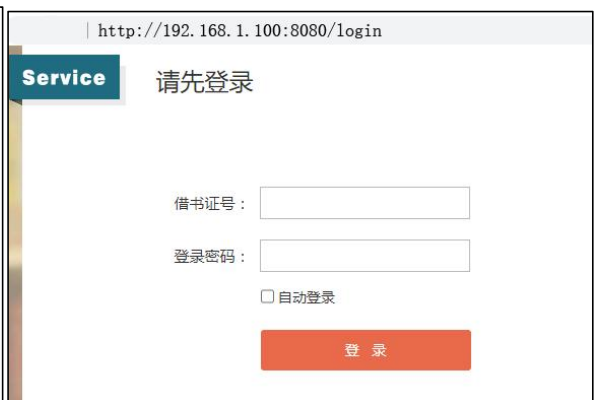 http://192.168.1.100:8080/login
Service
请先登录
借书证号：
登录密码：
自动登录
登 录